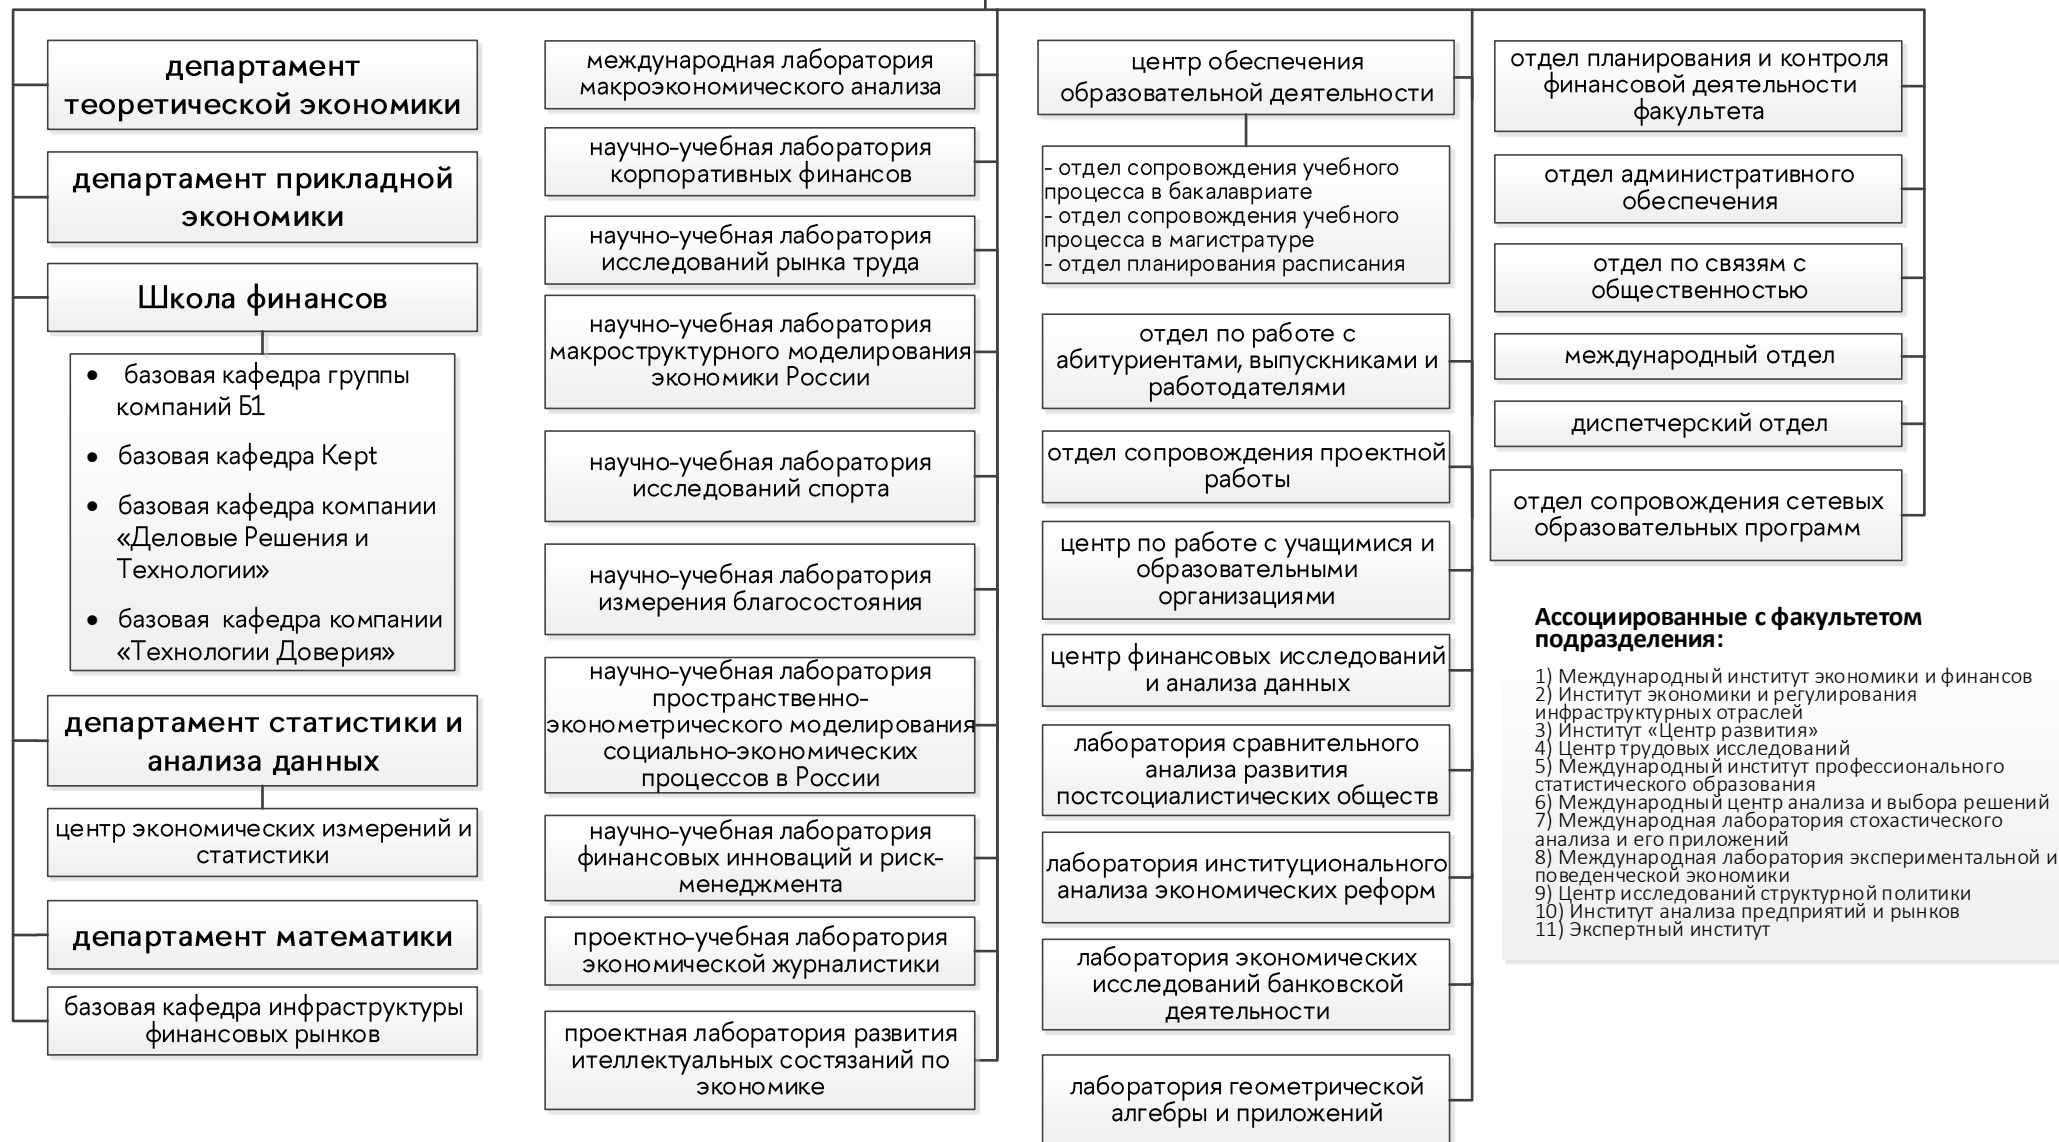 департамент
теоретической экономики
департамент прикладной
экономики
Школа финансов
• базовая кафедра группы
компаний Б1
• базовая кафедра Kept
• базовая кафедра компании
«Деловые Решения и
Технологии»
• базовая кафедра компании
«Технологии Доверия»
департамент статистики и
анализа данных
центр экономических измерений и
статистики
департамент математики
базовая кафедра инфраструктуры
финансовых рынков
международная лаборатория
макроэкономического анализа
научно-учебная лаборатория
корпоративных финансов
научно-учебная лаборатория
исследований рынка труда
научно-учебная лаборатория
макроструктурного моделирования
экономики России
научно-учебная лаборатория
исследований спорта
научно-учебная лаборатория
измерения благосостояния
научно-учебная лаборатория
пространственно-
эконометрического моделирования
социально-экономических
процессов в России
научно-учебная лаборатория
финансовых инноваций и риск-
менеджмента
проектно-учебная лаборатория
экономической журналистики
проектная лаборатория развития
ителлектуальных состязаний по
экономике
центр обеспечения
образовательной деятельности
- отдел сопровождения учебного
процесса в бакалавриате
- отдел сопровождения учебного
процесса в магистратуре
- отдел планирования расписания
отдел по работе с
абитуриентами, выпускниками и
работодателями
отдел сопровождения проектной
работы
центр по работе с учащимися и
образовательными
организациями
центр финансовых исследований
и анализа данных
лаборатория сравнительного
анализа развития
постсоциалистических обществ
лаборатория институционального
анализа экономических реформ
лаборатория экономических
исследований банковской
деятельности
лаборатория геометрической
алгебры и приложений
отдел планирования и контроля
финансовой деятельности
факультета
отдел административного
обеспечения
отдел по связям с
общественностью
международный отдел
диспетчерский отдел
отдел сопровождения сетевых
образовательных программ
Ассоциированные с факультетом
подразделения:
1) Международный институт экономики и финансов
2) Институт экономики и регулирования
инфраструктурных отраслей
3) Институт «Центр развития»
4) Центр трудовых исследований
5) Международный институт профессионального
статистического образования
6) Международный центр анализа и выбора решений
7) Международная лаборатория стохастического
анализа и его приложений
8) Международная лаборатория экспериментальной и
поведенческой экономики
9) Центр исследований структурной политики
10) Институт анализа предприятий и рынков
11) Экспертный институт